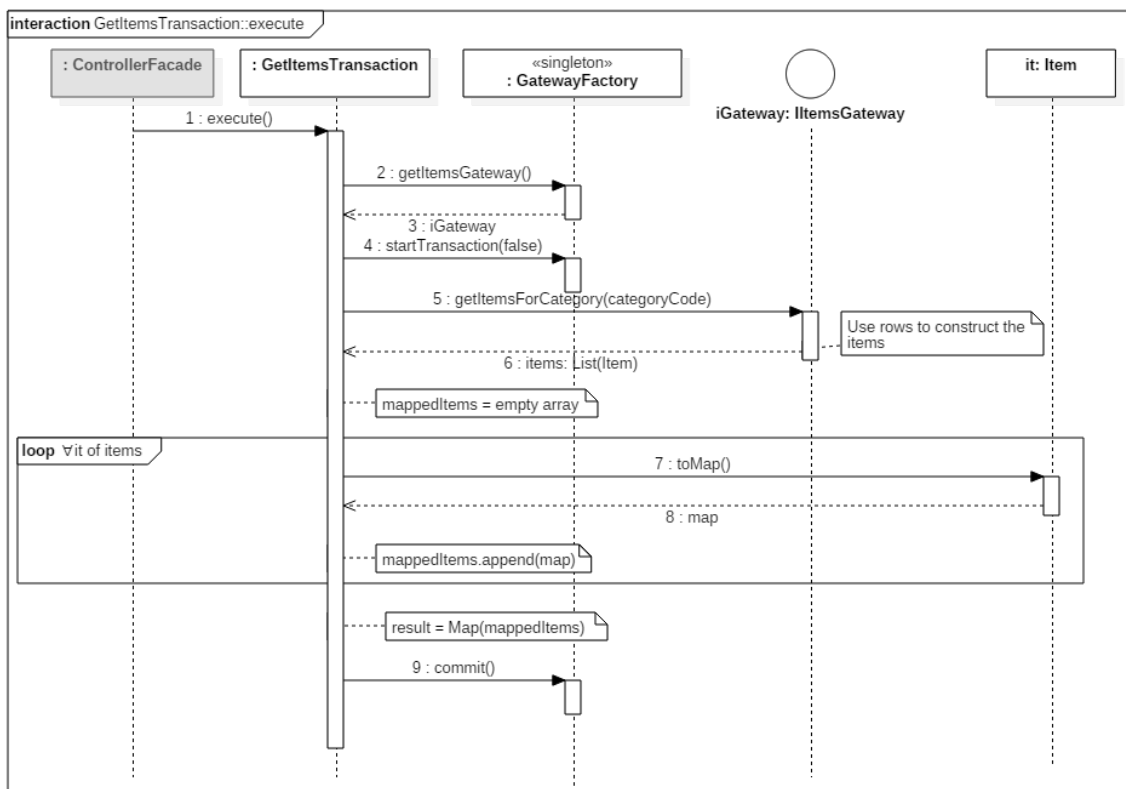 interaction GetItemsTransaction::execute
: ControllerFacade
: GetItemsTransaction
«singleton»
: GatewayFactory
iGateway: IItemsGateway
it: Item
1 : execute()
2 : getItemsGateway()
3 : iGateway
4 : startTransaction(false)
5 : getItemsForCategory(categoryCode)
Use rows to construct the
items
6 : items: List(Item)
mappedItems = empty array
loop ∀it of items
7 : toMap()
8 : map
mappedItems.append(map)
result = Map(mappedItems)
9 : commit()